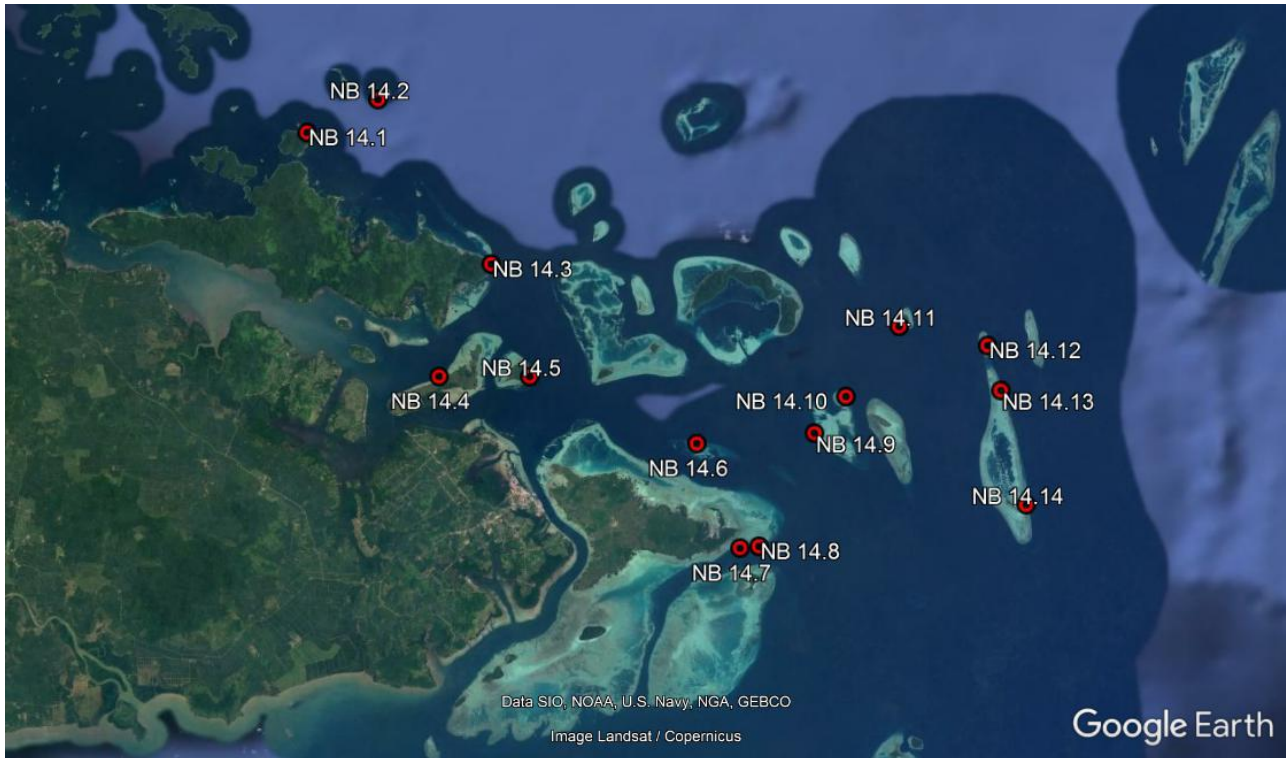 NB 14.2
NB 14.1
NB 14.3
NB 14.11
NB 14.12
NB 14.5
NB 14.4
NB 14.10
NB 14.13
NB 14.9
NB 14.6
NB 14.14
NB 14.8
NB 14.7
Data SIO, NOAA, U.S. Navy, NGA, GEBCO
Image Landsat / Copernicus
Google Earth